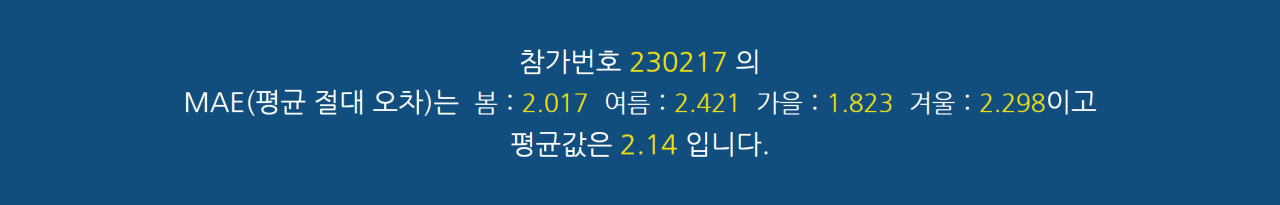 참가번호 230217 의
MAE(평균 절대 오차)는 봄 : 2.017 여름 : 2.421 가을 : 1.823 겨울 : 2.298이고
평균값은 2.14 입니다.